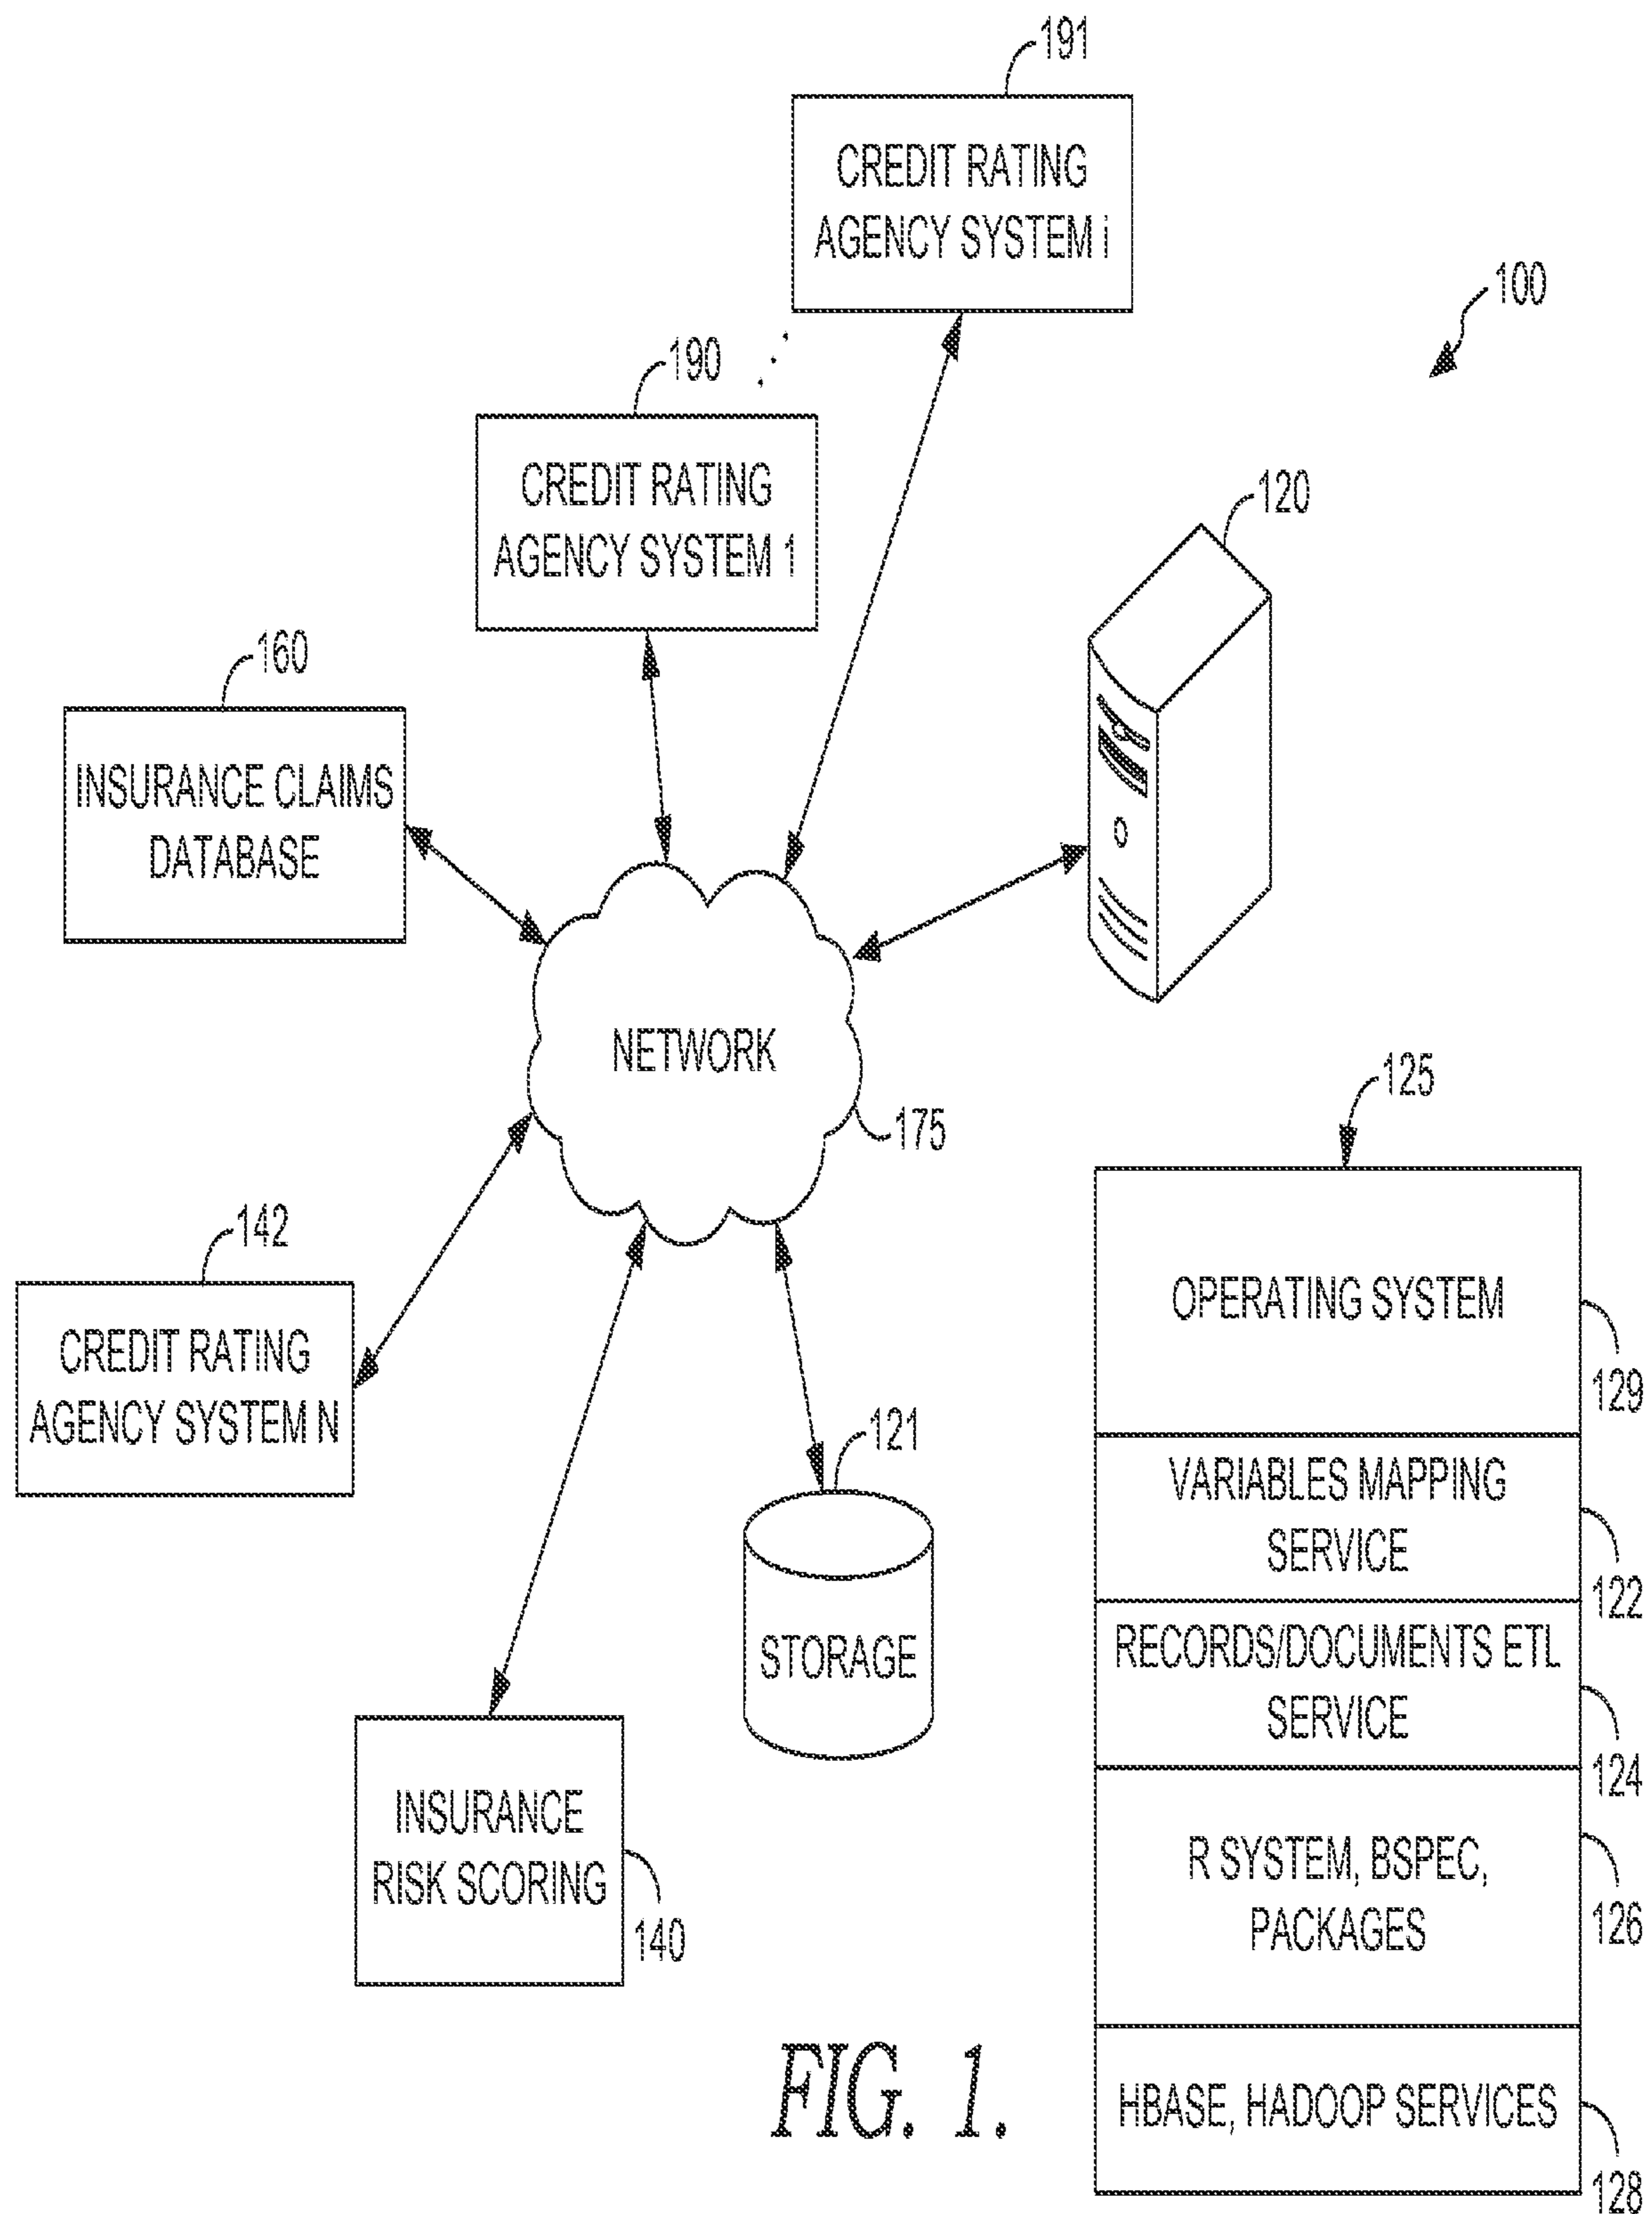 191
CREDIT RATING
AGENCY SYSTEM i
100
190
CREDIT RATING
AGENCY SYSTEM 1
120
160
INSURANCE CLAIMS
DATABASE
NETWORK
175
125
142
CREDIT RATING
AGENCY SYSTEM N
OPERATING SYSTEM
129
121
STORAGE
VARIABLES MAPPING
SERVICE
122
RECORDS/DOCUMENTS ETL
SERVICE
124
INSURANCE
RISK SCORING
140
R SYSTEM, BSPEC,
PACKAGES
126
HBASE, HADOOP SERVICES
128
FIG. 1.